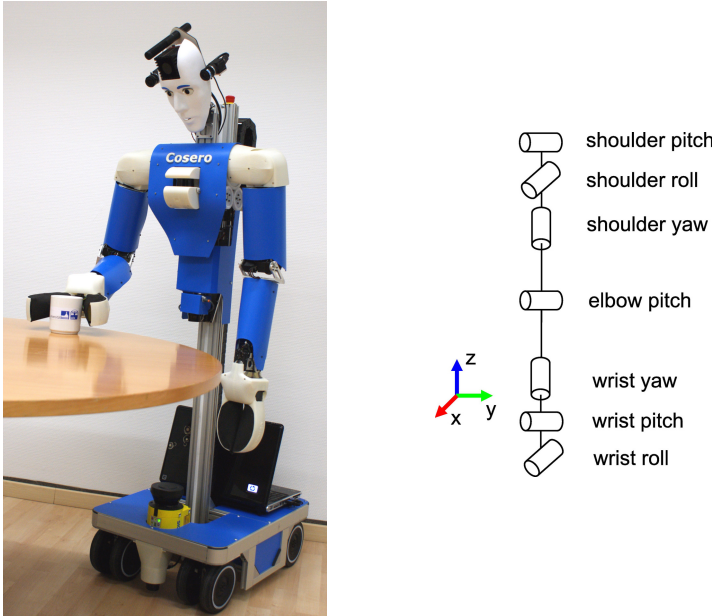 Cosero
shoulder pitch
shoulder roll
shoulder yaw
elbow pitch
wrist yaw
wrist pitch
wrist roll
z
y
x